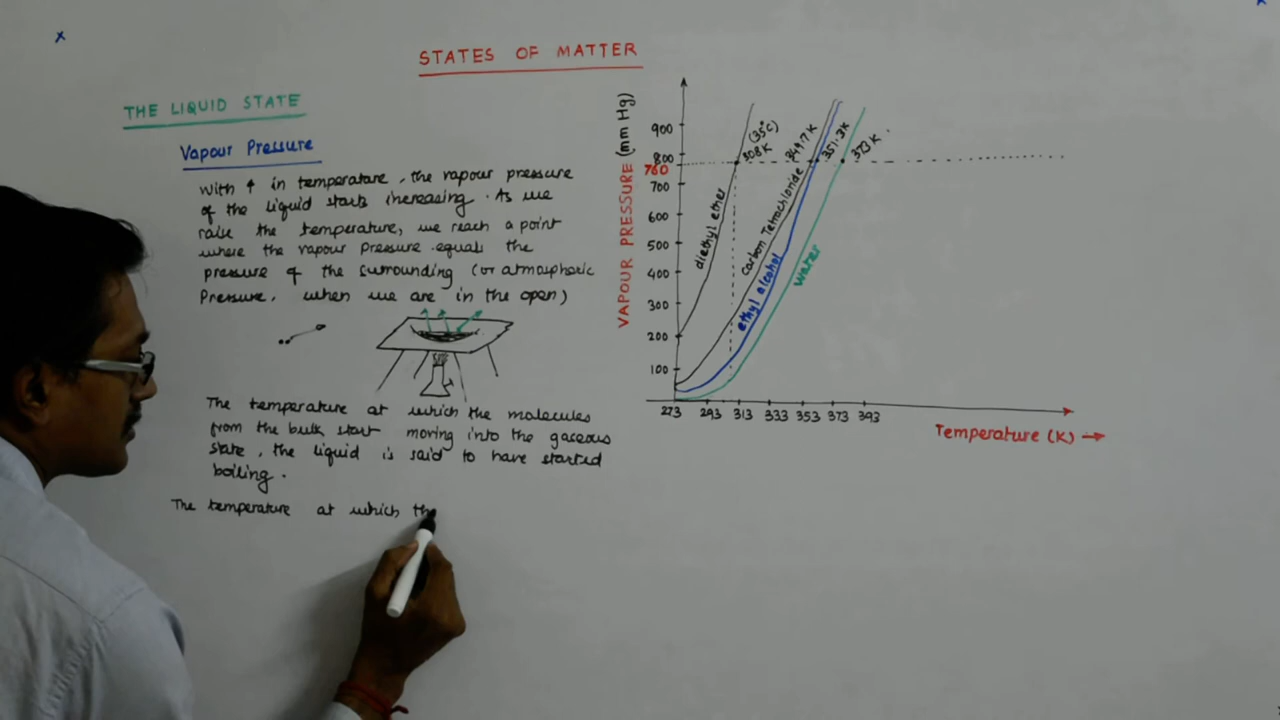 STATES OF MATTER
THE LIQUID STATE
Vapour Pressure
With ↑ in temperature, the vapour pressure
of the liquid starts increasing. As we
raise the temperature, we reach a point
where the vapour pressure equals the
pressure of the surrounding (or atmospheric
Pressure, when we are in the open)
The temperature at which the molecules
from the bulk start moving into the gaseous
state, the liquid is said to have started
boiling.
The temperature at which th
VAPOUR PRESSURE (mm Hg)
900
800
760
700
600
500
400
300
200
100
273 293 313 333 353 373 393
Temperature (K) →
diethyl ether
Carbon Tetrachloride
ethyl alcohol
water
308K (35°C)
349.7K
351.3K
373K